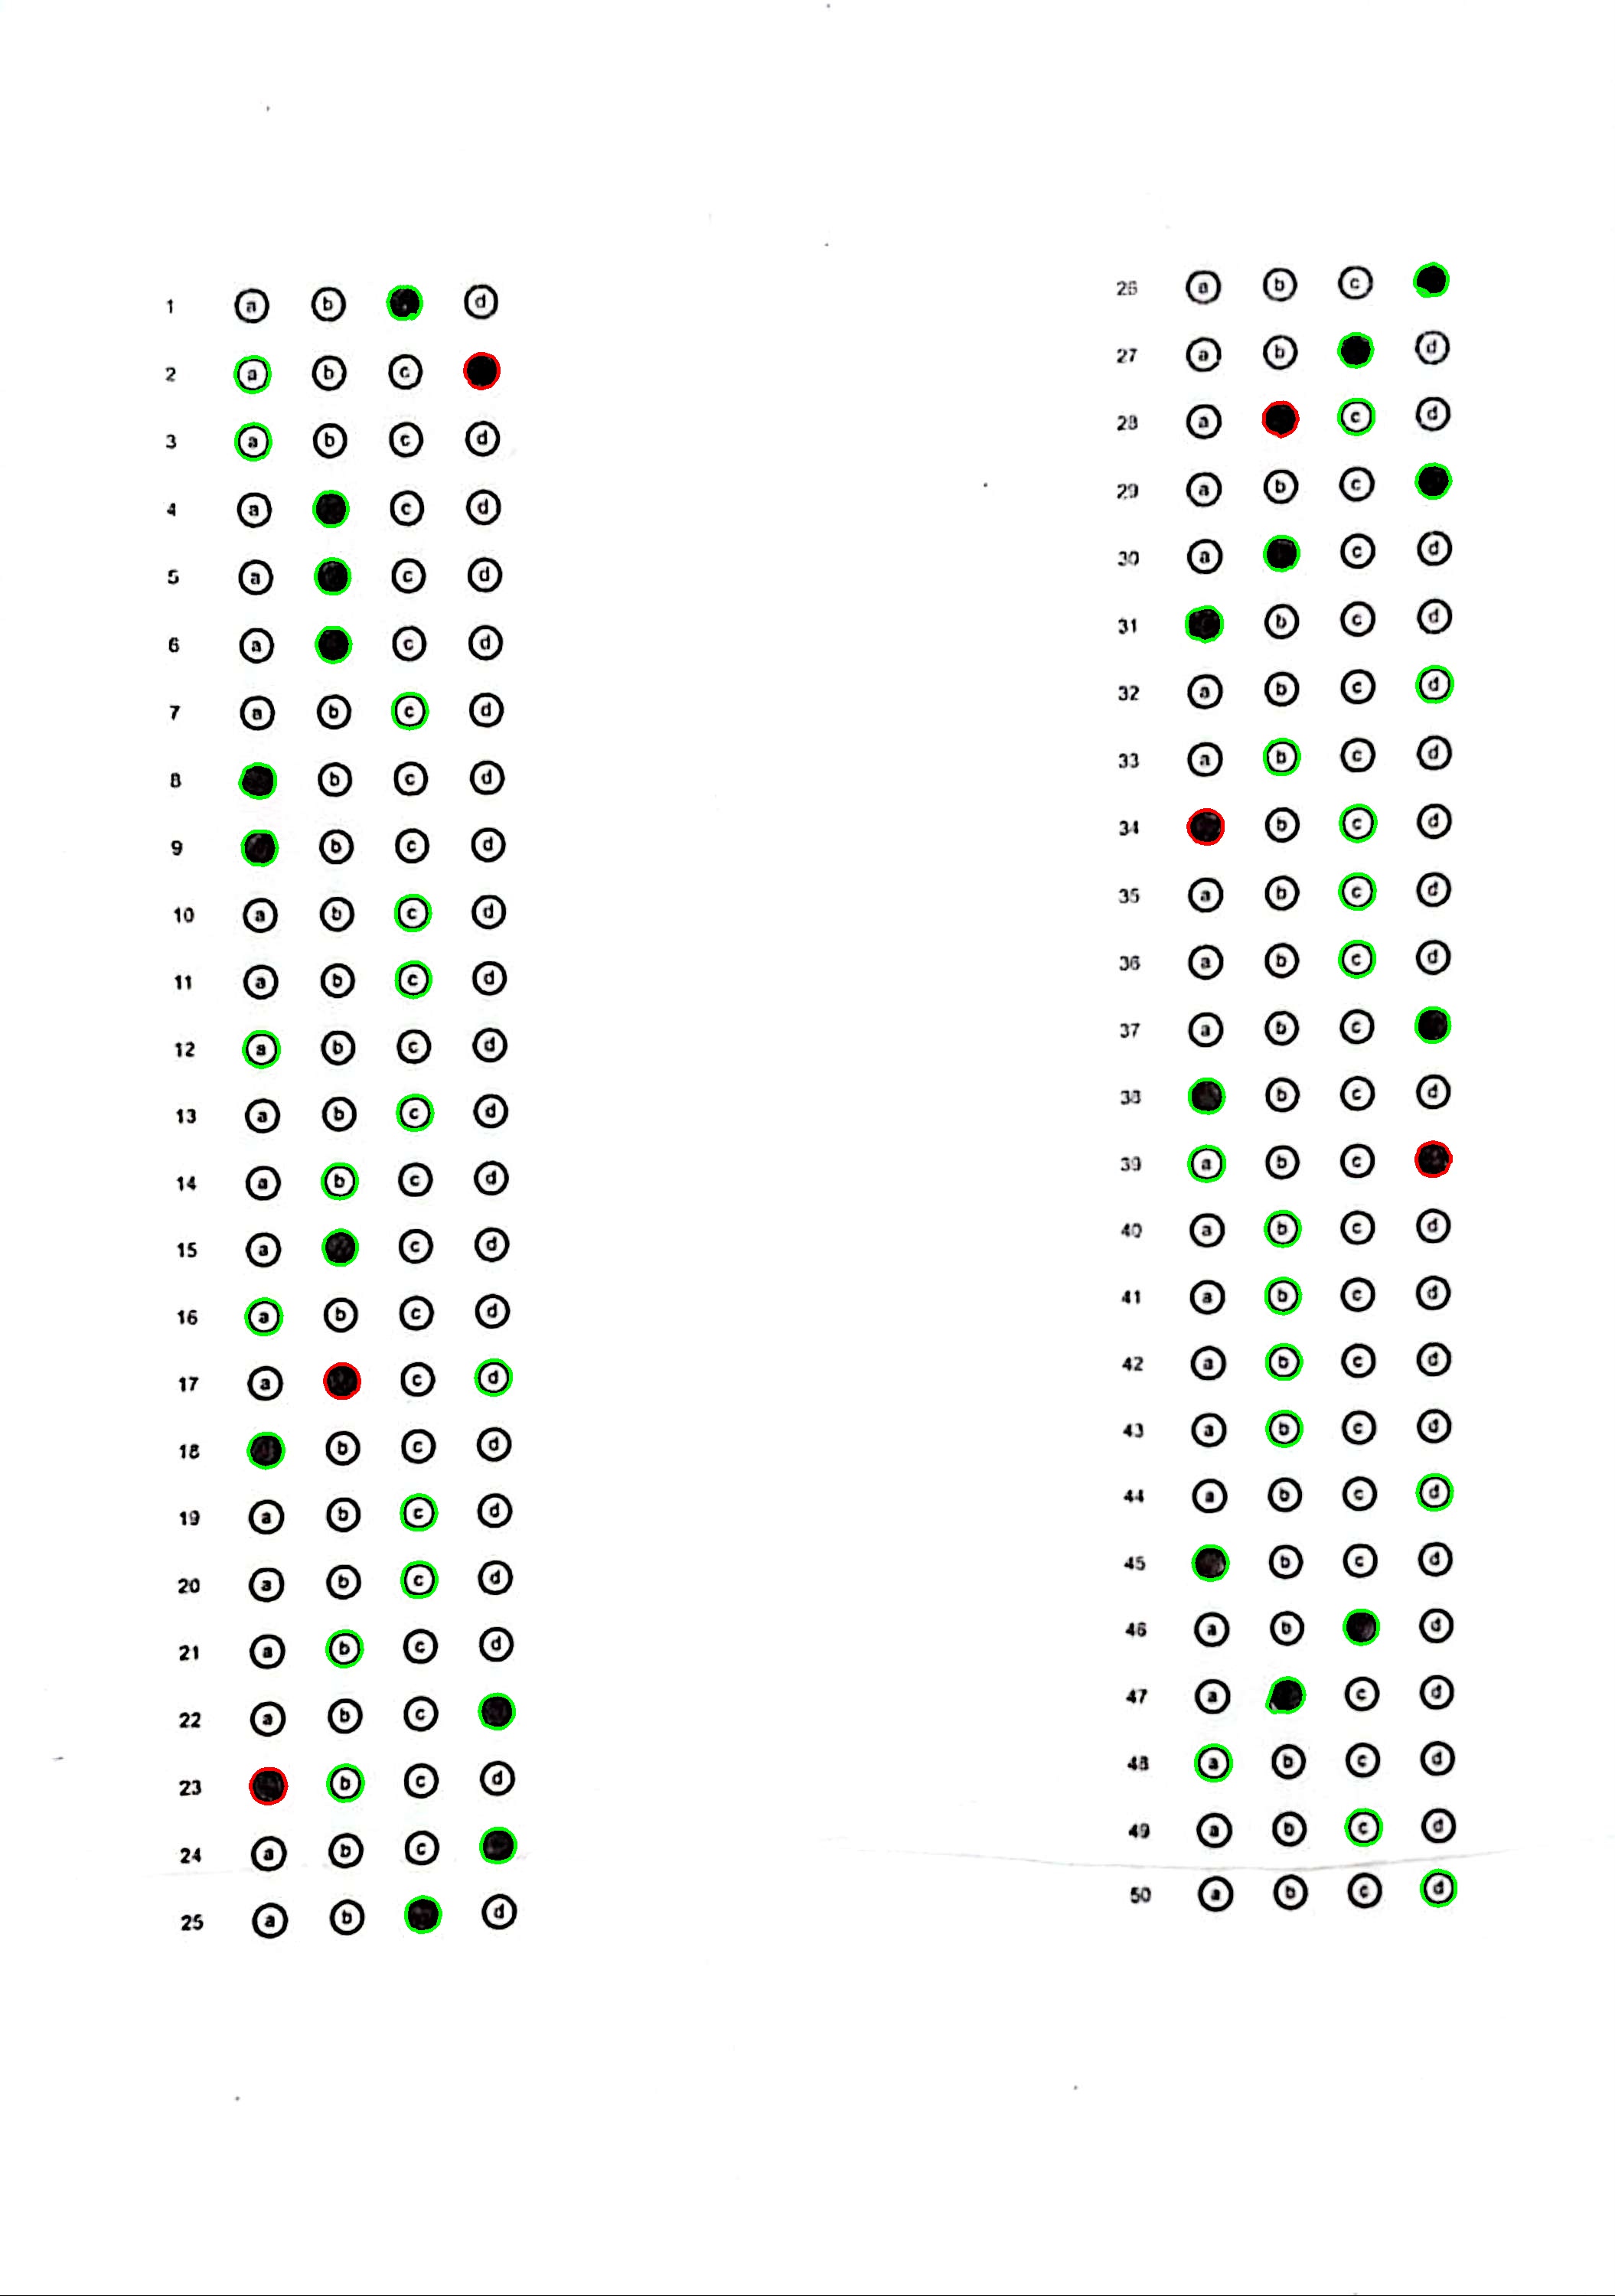 1 a b d
2 a b c
3 a b c d
4 a c d
5 a c d
6 a c d
7 a b c d
8 b c d
9 b c d
10 a b c d
11 a b c d
12 a b c d
13 a b c d
14 a b c d
15 a c d
16 a b c d
17 a c d
18 b c d
19 a b c d
20 a b c d
21 a b c d
22 a b c
23 b c d
24 a b c
25 a b d
26 a b c
27 a b d
28 a c d
29 a b c
30 a c d
31 b c d
32 a b c d
33 a b c d
34 b c d
35 a b c d
36 a b c d
37 a b c
38 b c d
39 a b c
40 a b c d
41 a b c d
42 a b c d
43 a b c d
44 a b c d
45 b c d
46 a b d
47 a c d
48 a b c d
49 a b c d
50 a b c d